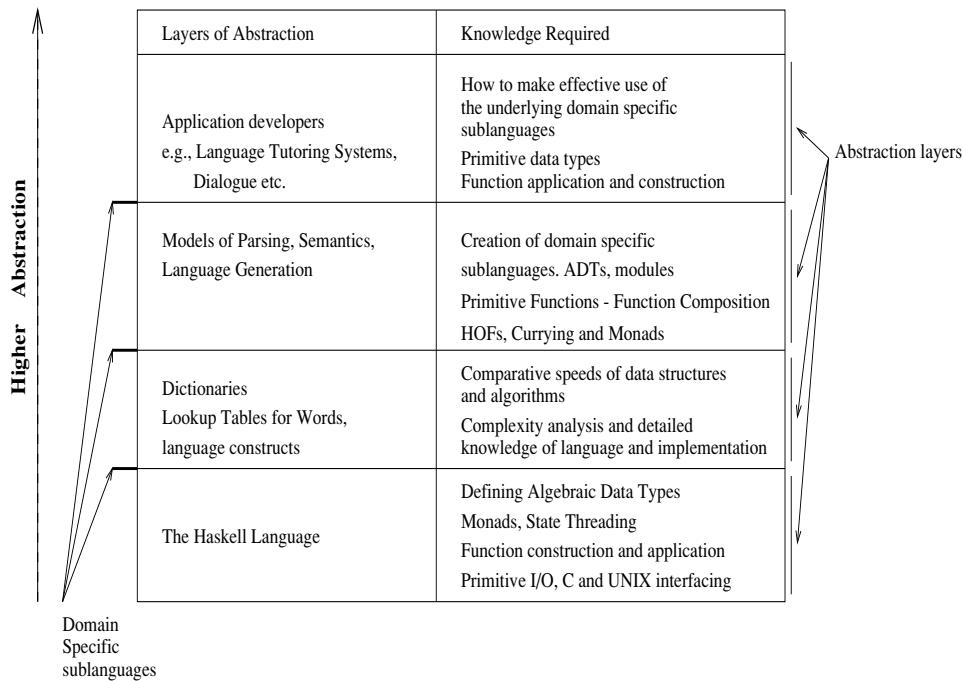 Layers of Abstraction
Knowledge Required
Application developers
e.g., Language Tutoring Systems,
Dialogue etc.
How to make effective use of
the underlying domain specific
sublanguages
Primitive data types
Function application and construction
Models of Parsing, Semantics,
Language Generation
Creation of domain specific
sublanguages. ADTs, modules
Primitive Functions - Function Composition
HOFs, Currying and Monads
Dictionaries
Lookup Tables for Words,
language constructs
Comparative speeds of data structures
and algorithms
Complexity analysis and detailed
knowledge of language and implementation
The Haskell Language
Defining Algebraic Data Types
Monads, State Threading
Function construction and application
Primitive I/O, C and UNIX interfacing
Abstraction layers
Higher Abstraction
Domain
Specific
sublanguages